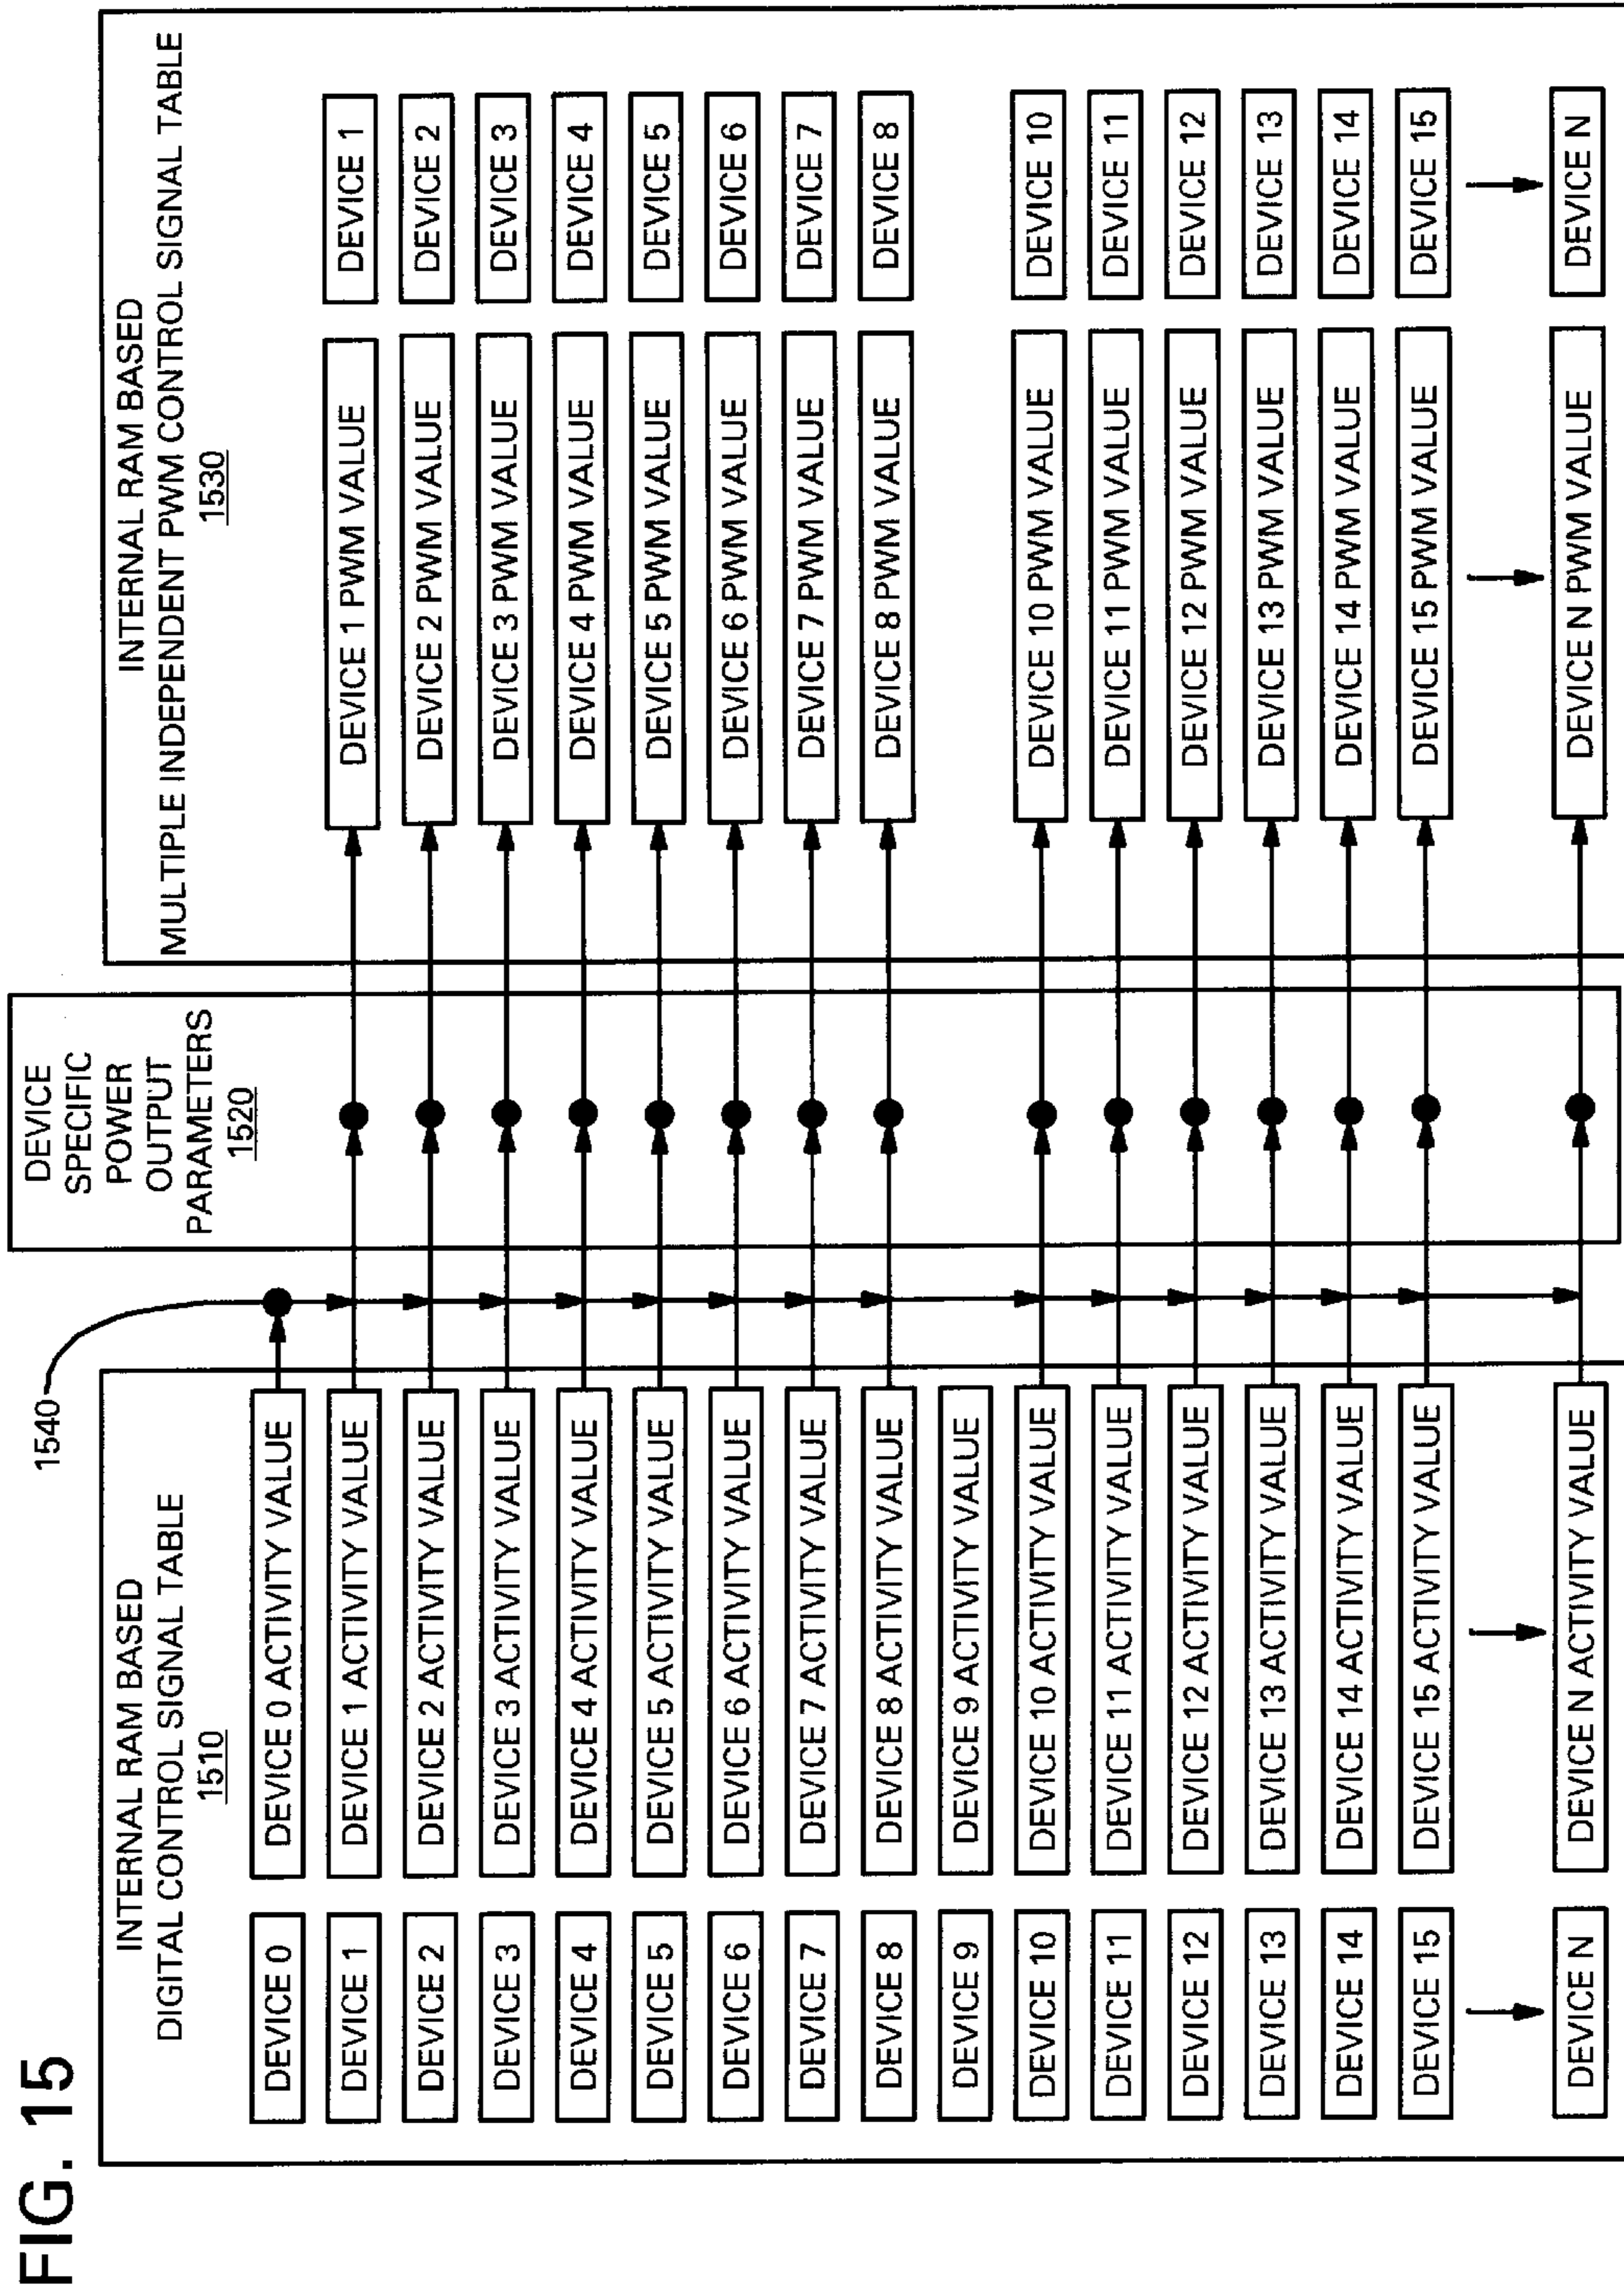 FIG. 15
INTERNAL RAM BASED
DIGITAL CONTROL SIGNAL TABLE
1510
DEVICE 0
DEVICE 0 ACTIVITY VALUE
DEVICE 1
DEVICE 1 ACTIVITY VALUE
DEVICE 2
DEVICE 2 ACTIVITY VALUE
DEVICE 3
DEVICE 3 ACTIVITY VALUE
DEVICE 4
DEVICE 4 ACTIVITY VALUE
DEVICE 5
DEVICE 5 ACTIVITY VALUE
DEVICE 6
DEVICE 6 ACTIVITY VALUE
DEVICE 7
DEVICE 7 ACTIVITY VALUE
DEVICE 8
DEVICE 8 ACTIVITY VALUE
DEVICE 9
DEVICE 9 ACTIVITY VALUE
DEVICE 10
DEVICE 10 ACTIVITY VALUE
DEVICE 11
DEVICE 11 ACTIVITY VALUE
DEVICE 12
DEVICE 12 ACTIVITY VALUE
DEVICE 13
DEVICE 13 ACTIVITY VALUE
DEVICE 14
DEVICE 14 ACTIVITY VALUE
DEVICE 15
DEVICE 15 ACTIVITY VALUE
DEVICE N
DEVICE N ACTIVITY VALUE
1540
DEVICE
SPECIFIC
POWER
OUTPUT
PARAMETERS
1520
INTERNAL RAM BASED
MULTIPLE INDEPENDENT PWM CONTROL SIGNAL TABLE
1530
DEVICE 1 PWM VALUE
DEVICE 1
DEVICE 2 PWM VALUE
DEVICE 2
DEVICE 3 PWM VALUE
DEVICE 3
DEVICE 4 PWM VALUE
DEVICE 4
DEVICE 5 PWM VALUE
DEVICE 5
DEVICE 6 PWM VALUE
DEVICE 6
DEVICE 7 PWM VALUE
DEVICE 7
DEVICE 8 PWM VALUE
DEVICE 8
DEVICE 10 PWM VALUE
DEVICE 10
DEVICE 11 PWM VALUE
DEVICE 11
DEVICE 12 PWM VALUE
DEVICE 12
DEVICE 13 PWM VALUE
DEVICE 13
DEVICE 14 PWM VALUE
DEVICE 14
DEVICE 15 PWM VALUE
DEVICE 15
DEVICE N PWM VALUE
DEVICE N